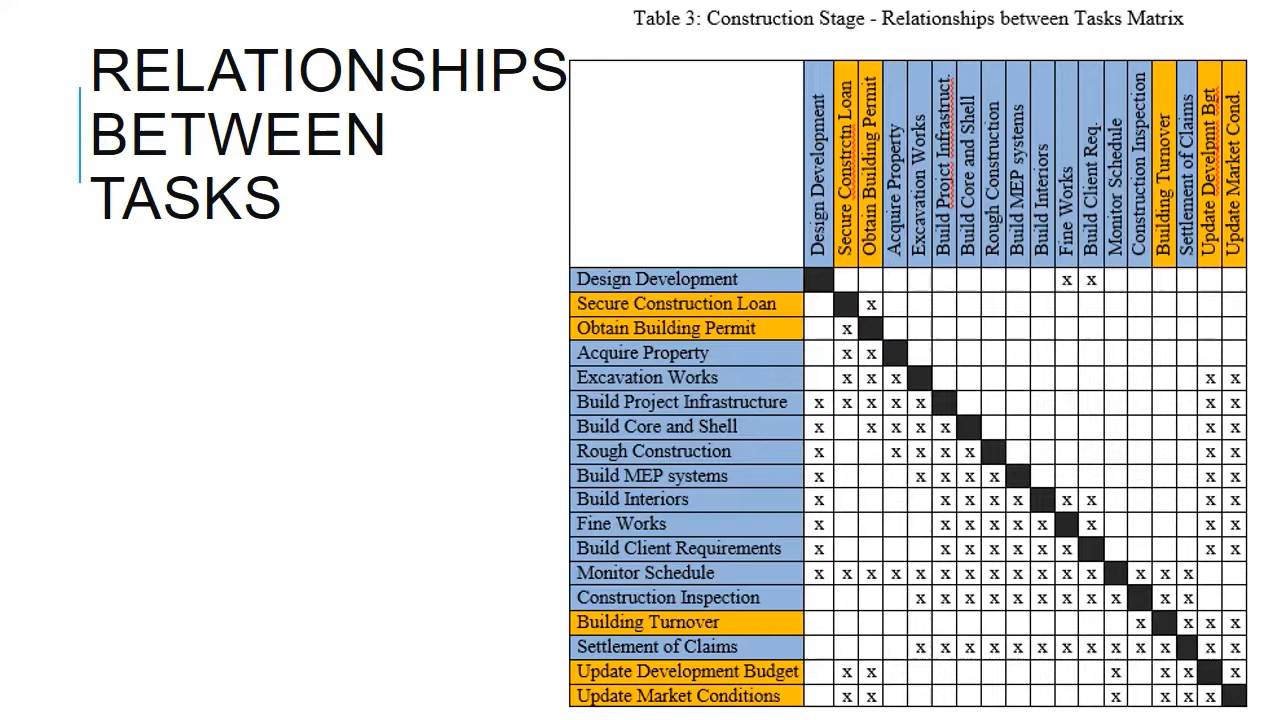 Table 3: Construction Stage - Relationships between Tasks Matrix
RELATIONSHIPS
BETWEEN
TASKS
Design Development
Secure Constrctn Loan
Obtain Building Permit
Acquire Property
Excavation Works
Build Projct Infrastruct.
Build Core and Shell
Rough Construction
Build MEP systems
Build Interiors
Fine Works
Build Client Req.
Monitor Schedule
Construction Inspection
Building Turnover
Settlement of Claims
Update Develpmt Bgt
Update Market Cond.
Design Development x x
Secure Construction Loan x
Obtain Building Permit x
Acquire Property x x
Excavation Works x x x x x
Build Project Infrastructure x x x x x x x
Build Core and Shell x x x x x x x
Rough Construction x x x x x x x
Build MEP systems x x x x x x x
Build Interiors x x x x x x x x x
Fine Works x x x x x x x x x
Build Client Requirements x x x x x x x x x
Monitor Schedule x x x x x x x x x x x x x x x
Construction Inspection x x x x x x x x x x x
Building Turnover x x x x
Settlement of Claims x x x x x x x x x x x x x
Update Development Budget x x x x x x
Update Market Conditions x x x x x x